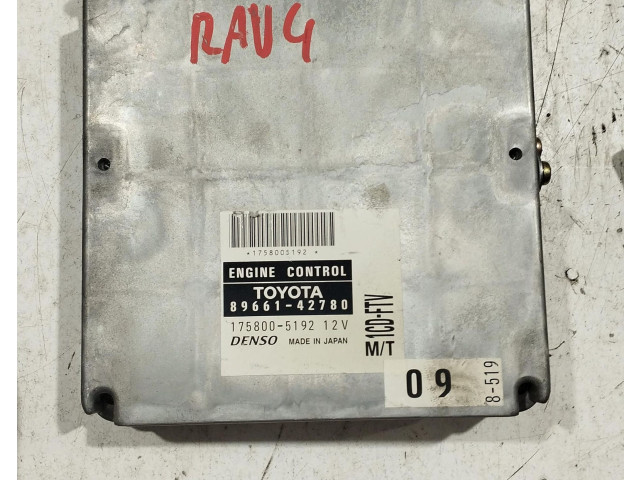 RAV4
*1758005192*
ENGINE CONTROL
TOYOTA
89661-42780
175800-5192 12V
DENSO MADE IN JAPAN
1CD-FTV
M/T
09
8-519